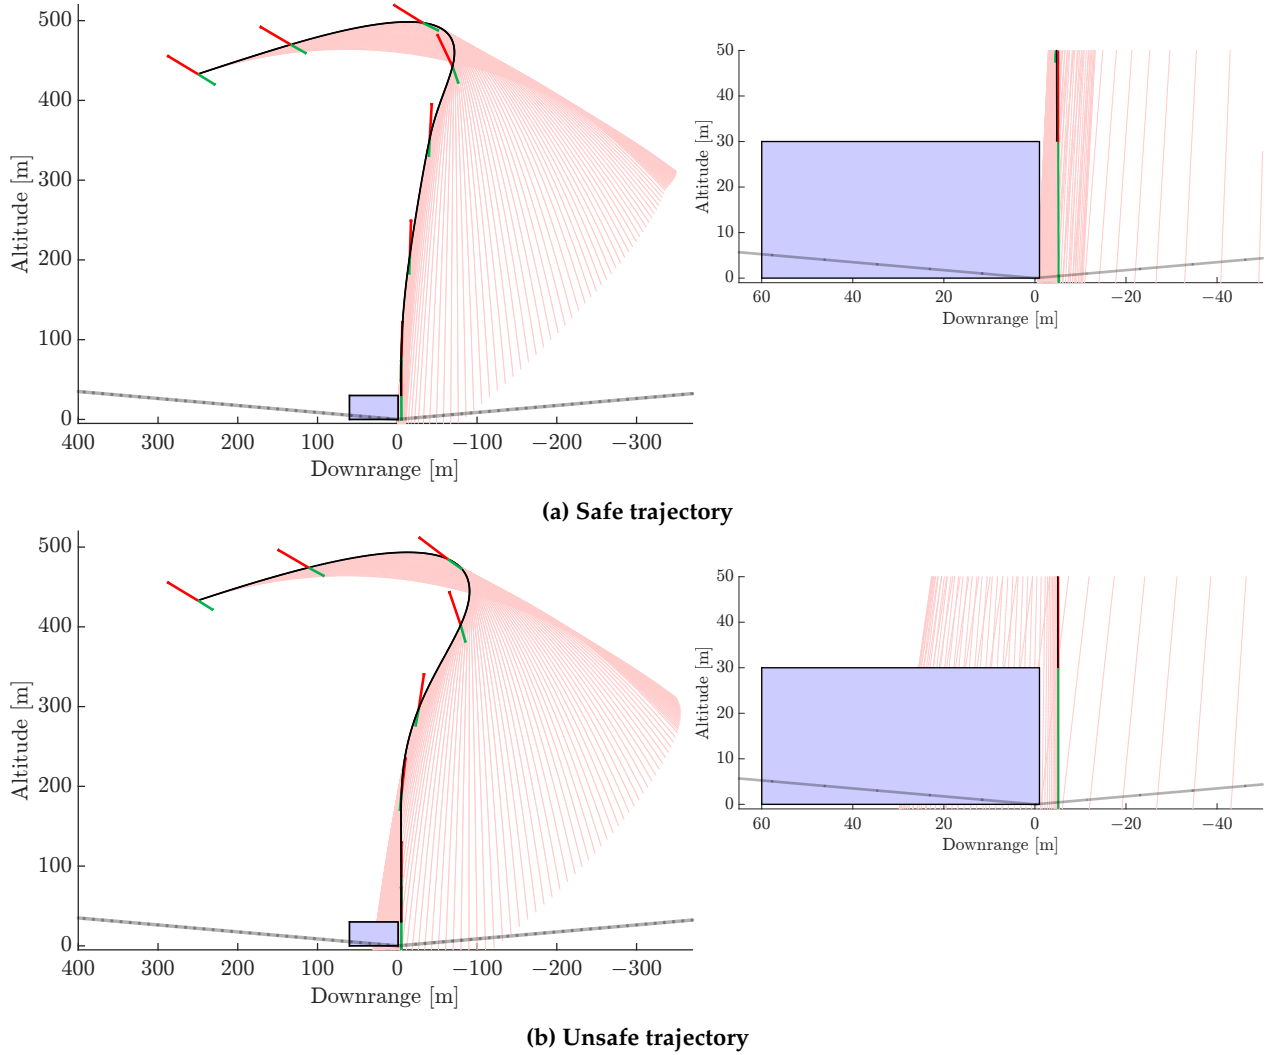 500
400
300
200
100
0
Altitude [m]
400 300 200 100 0 −100 −200 −300
Downrange [m]
50
40
30
20
10
0
Altitude [m]
60 40 20 0 −20 −40
Downrange [m]
(a) Safe trajectory
500
400
300
200
100
0
Altitude [m]
400 300 200 100 0 −100 −200 −300
Downrange [m]
50
40
30
20
10
0
Altitude [m]
60 40 20 0 −20 −40
Downrange [m]
(b) Unsafe trajectory